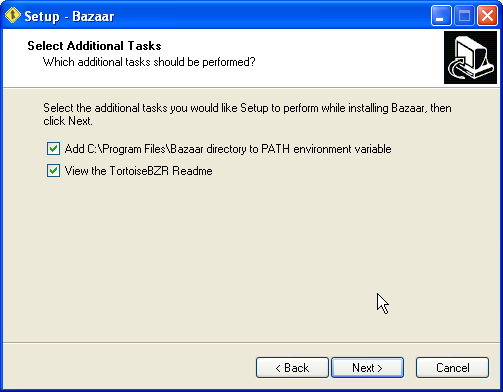 Setup - Bazaar
Select Additional Tasks
Which additional tasks should be performed?
Select the additional tasks you would like Setup to perform while installing Bazaar, then
click Next.
Add C:\Program Files\Bazaar directory to PATH environment variable
View the TortoiseBZR Readme
< Back
Next >
Cancel